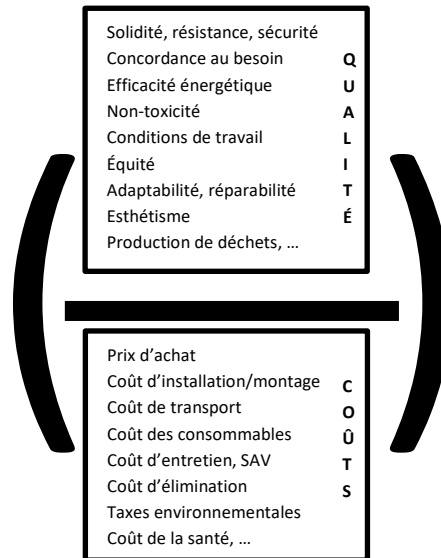 Solidité, résistance, sécurité
Concordance au besoin
Efficacité énergétique
Non-toxicité
Conditions de travail
Équité
Adaptabilité, réparabilité
Esthétisme
Production de déchets, …
Q
U
A
L
I
T
É
Prix d’achat
Coût d’installation/montage
Coût de transport
Coût des consommables
Coût d’entretien, SAV
Coût d’élimination
Taxes environnementales
Coût de la santé, …
C
O
Û
T
S